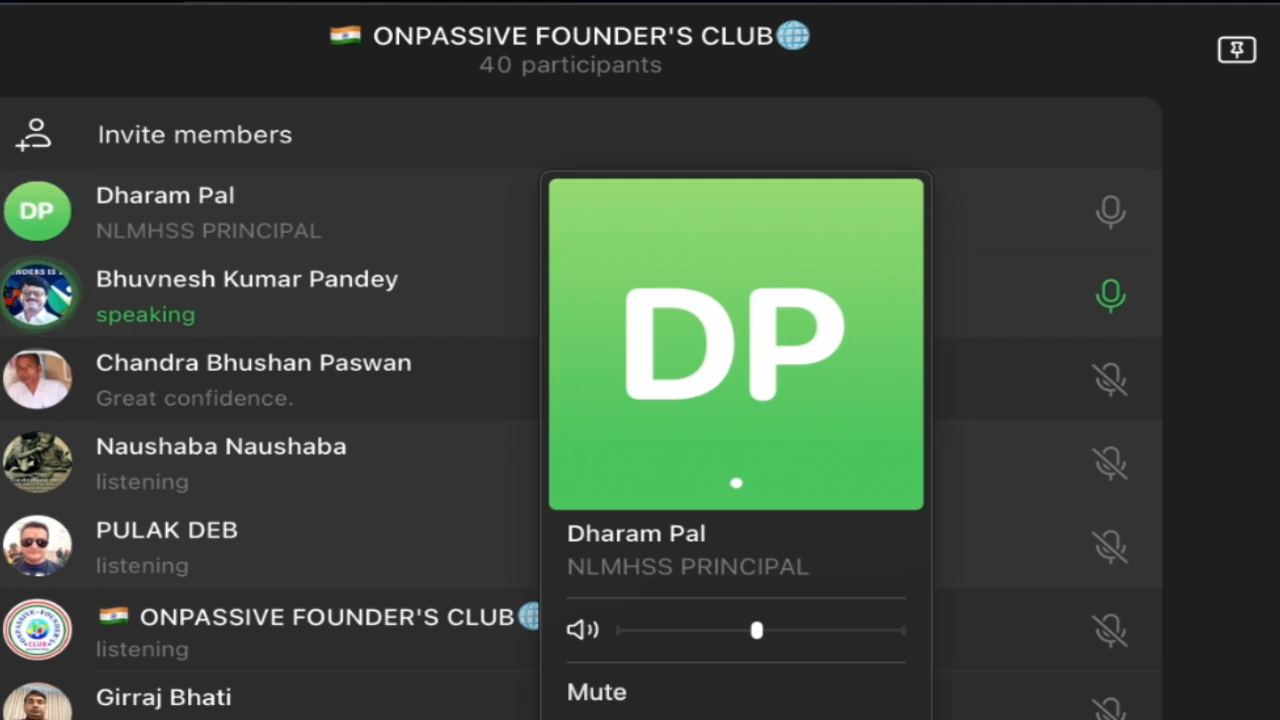 🇮🇳 ONPASSIVE FOUNDER'S CLUB🌐
40 participants
Invite members
DP
Dharam Pal
NLMHSS PRINCIPAL
Bhuvnesh Kumar Pandey
speaking
Chandra Bhushan Paswan
Great confidence.
Naushaba Naushaba
listening
PULAK DEB
listening
🇮🇳 ONPASSIVE FOUNDER'S CLUB🌐
listening
Girraj Bhati
DP
Dharam Pal
NLMHSS PRINCIPAL
Mute